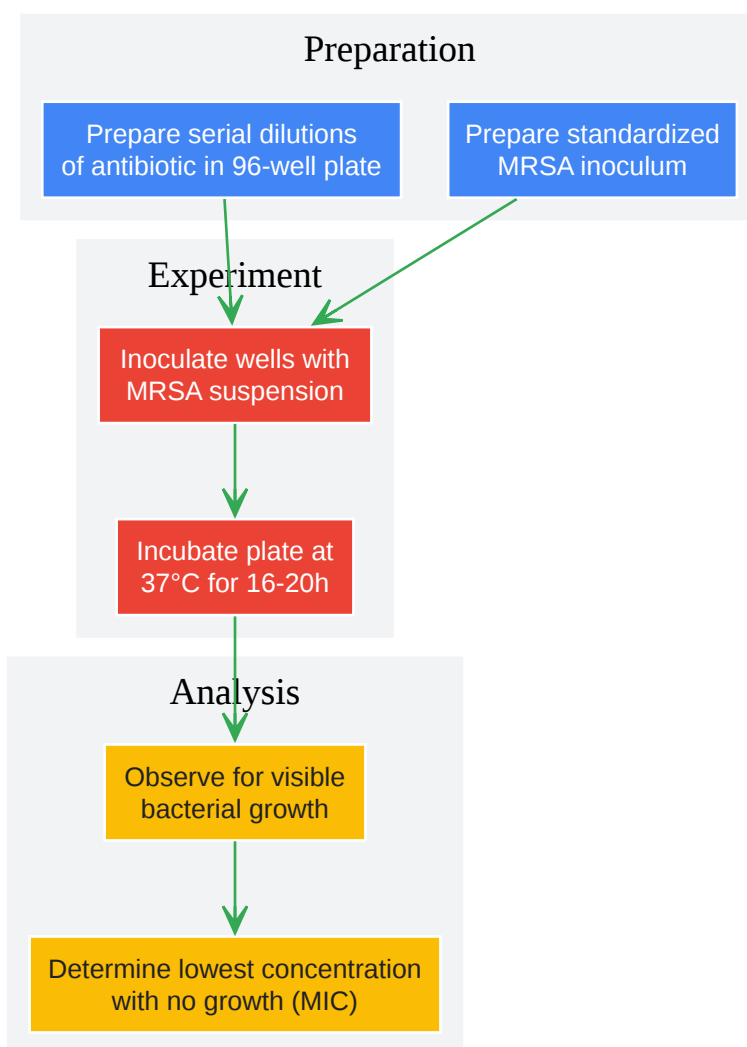 Preparation
Prepare serial dilutions
of antibiotic in 96-well plate
Prepare standardized
MRSA inoculum
Experiment
Inoculate wells with
MRSA suspension
Incubate plate at
37°C for 16-20h
Analysis
Observe for visible
bacterial growth
Determine lowest concentration
with no growth (MIC)